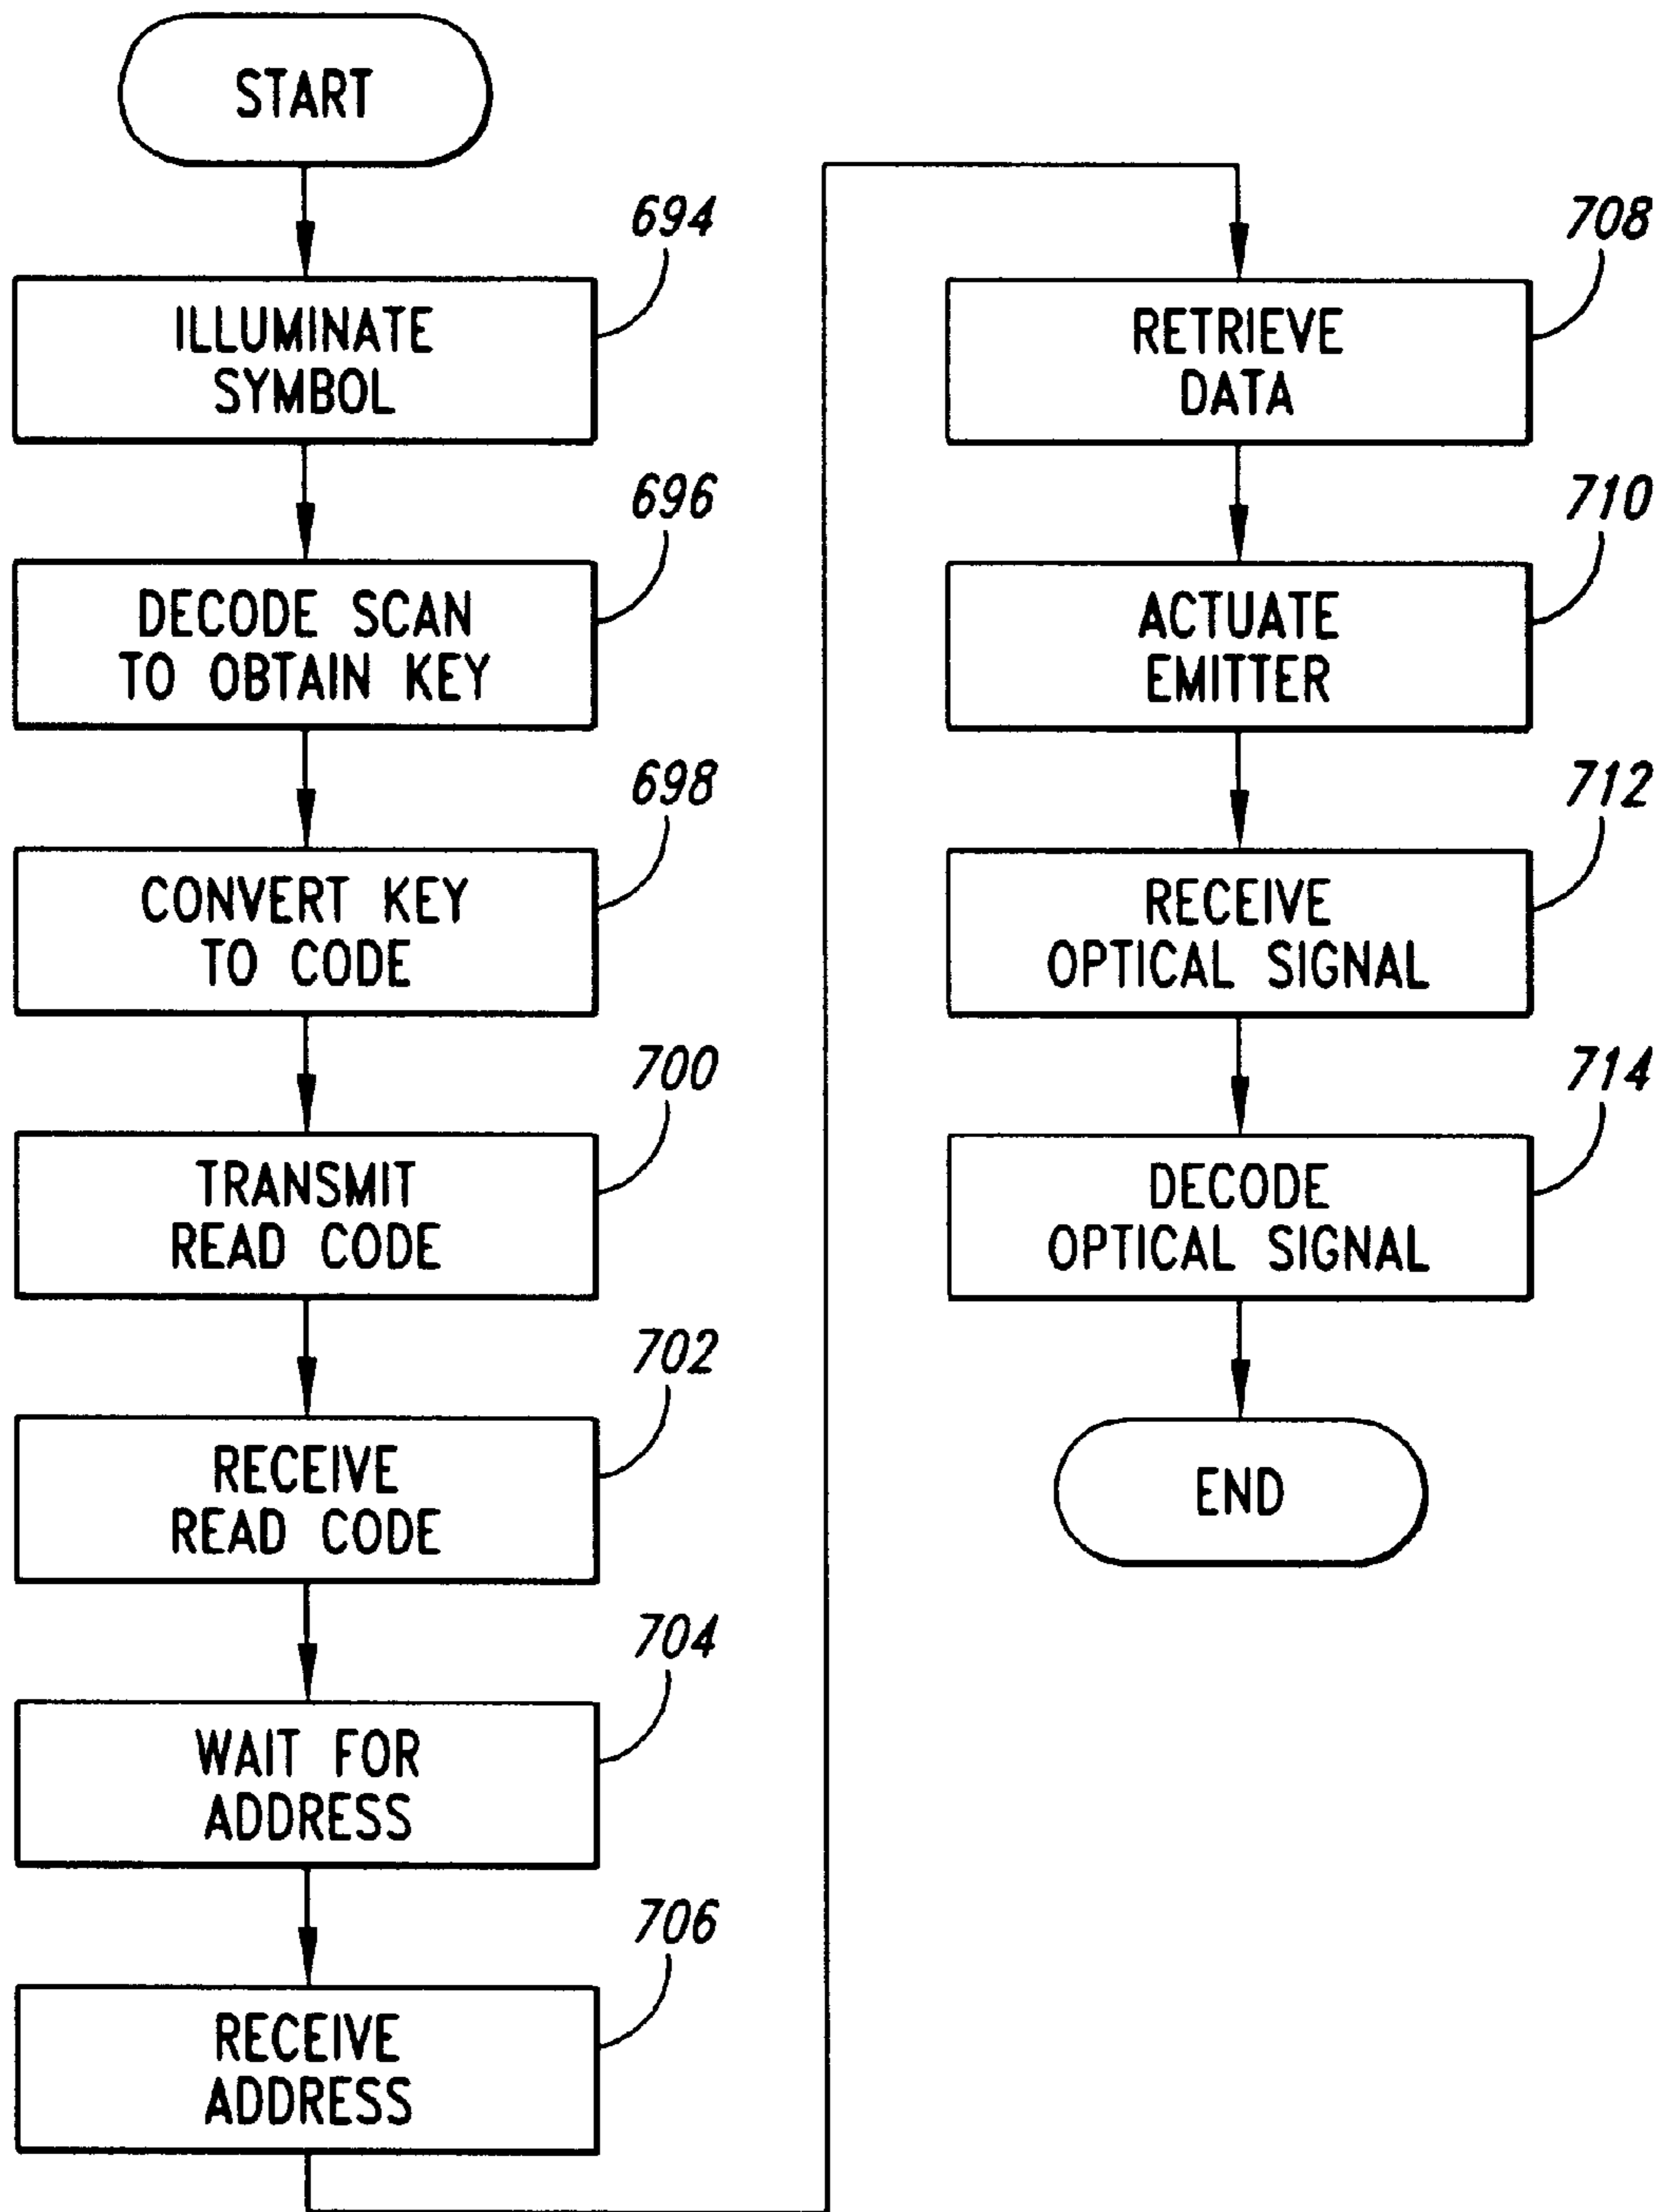 START
694
ILLUMINATE
SYMBOL
696
DECODE SCAN
TO OBTAIN KEY
698
CONVERT KEY
TO CODE
700
TRANSMIT
READ CODE
702
RECEIVE
READ CODE
704
WAIT FOR
ADDRESS
706
RECEIVE
ADDRESS
708
RETRIEVE
DATA
710
ACTUATE
EMITTER
712
RECEIVE
OPTICAL SIGNAL
714
DECODE
OPTICAL SIGNAL
END